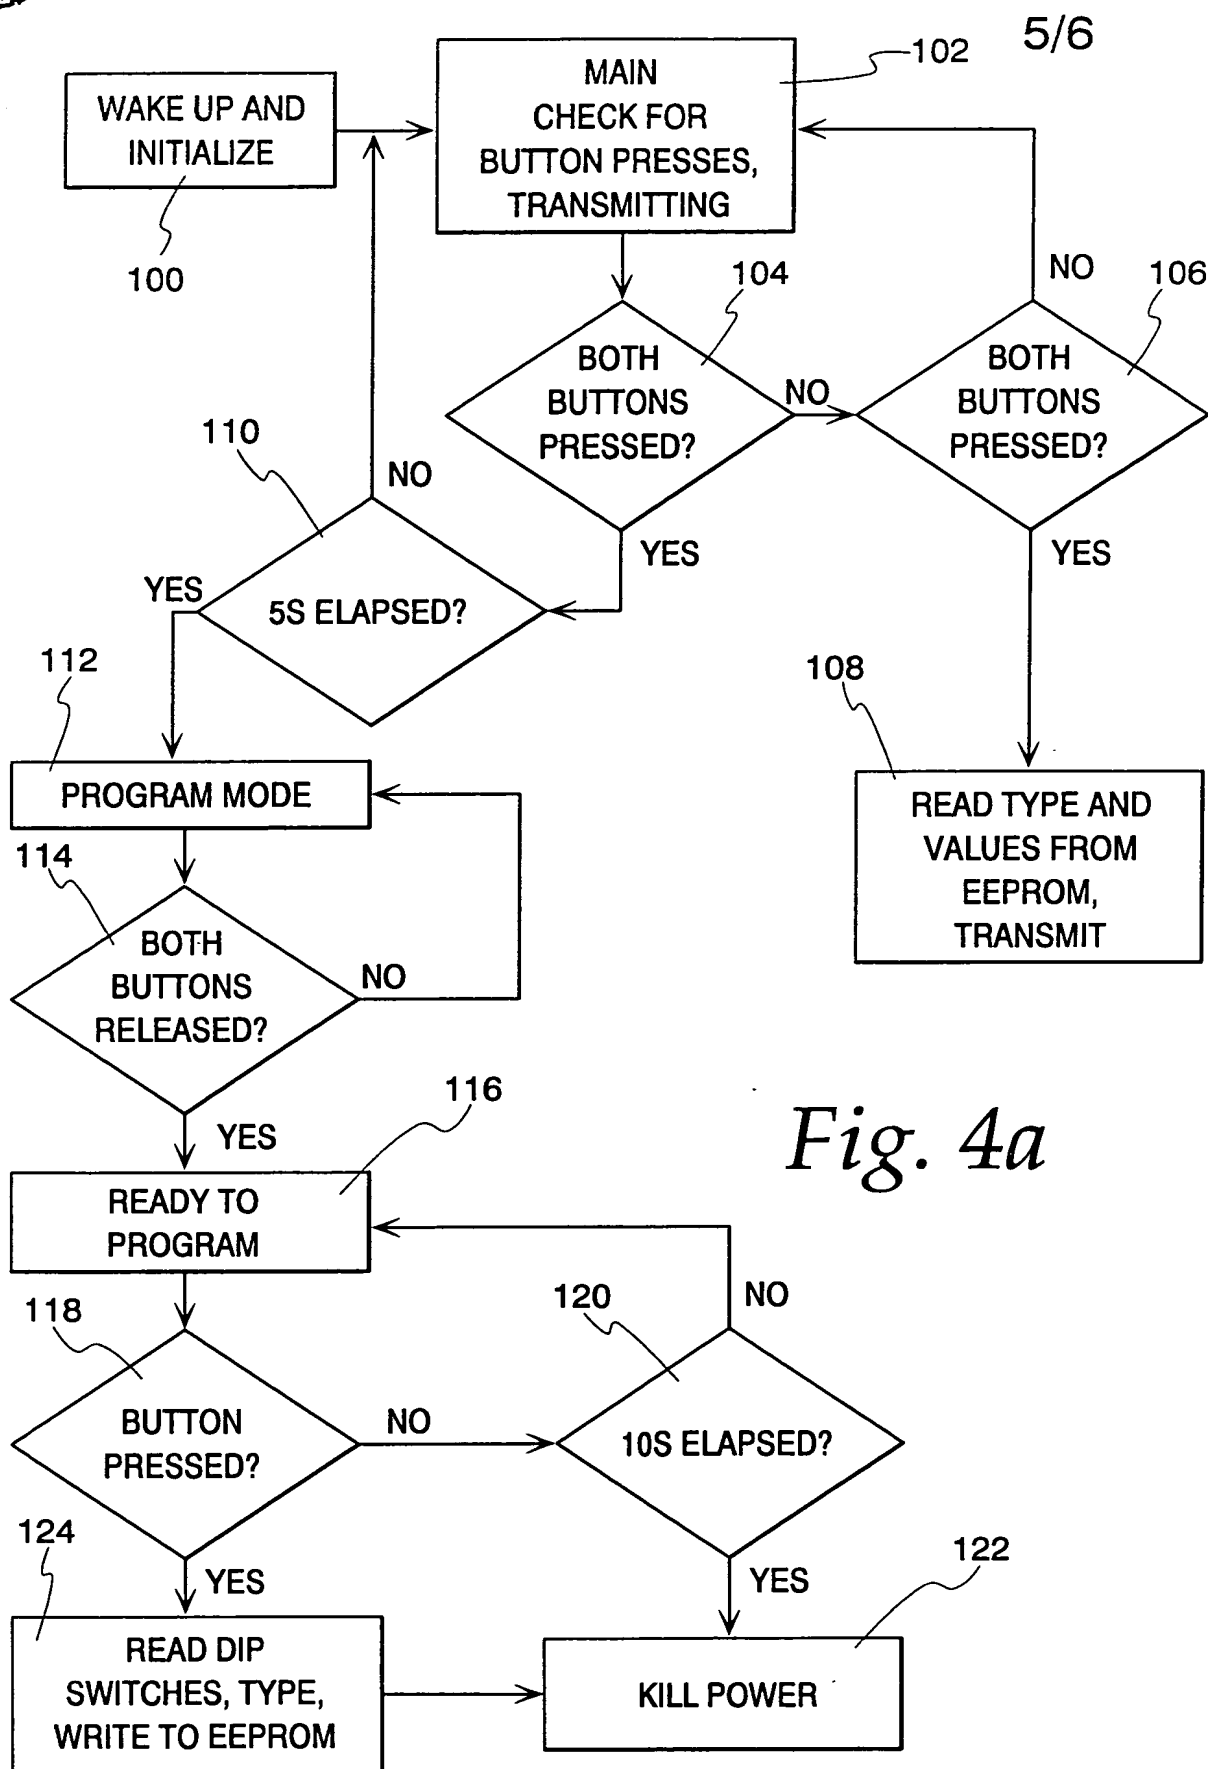 5/6
102
MAIN
CHECK FOR
BUTTON PRESSES,
TRANSMITTING
WAKE UP AND
INITIALIZE
100
104
NO
106
BOTH
BUTTONS
PRESSED?
NO
BOTH
BUTTONS
PRESSED?
110
NO
YES
YES
YES
5S ELAPSED?
112
108
PROGRAM MODE
READ TYPE AND
VALUES FROM
EEPROM,
TRANSMIT
114
BOTH
BUTTONS
RELEASED?
NO
116
YES
Fig. 4a
READY TO
PROGRAM
118
120
NO
BUTTON
PRESSED?
NO
10S ELAPSED?
124
YES
YES
122
READ DIP
SWITCHES, TYPE,
WRITE TO EEPROM
KILL POWER